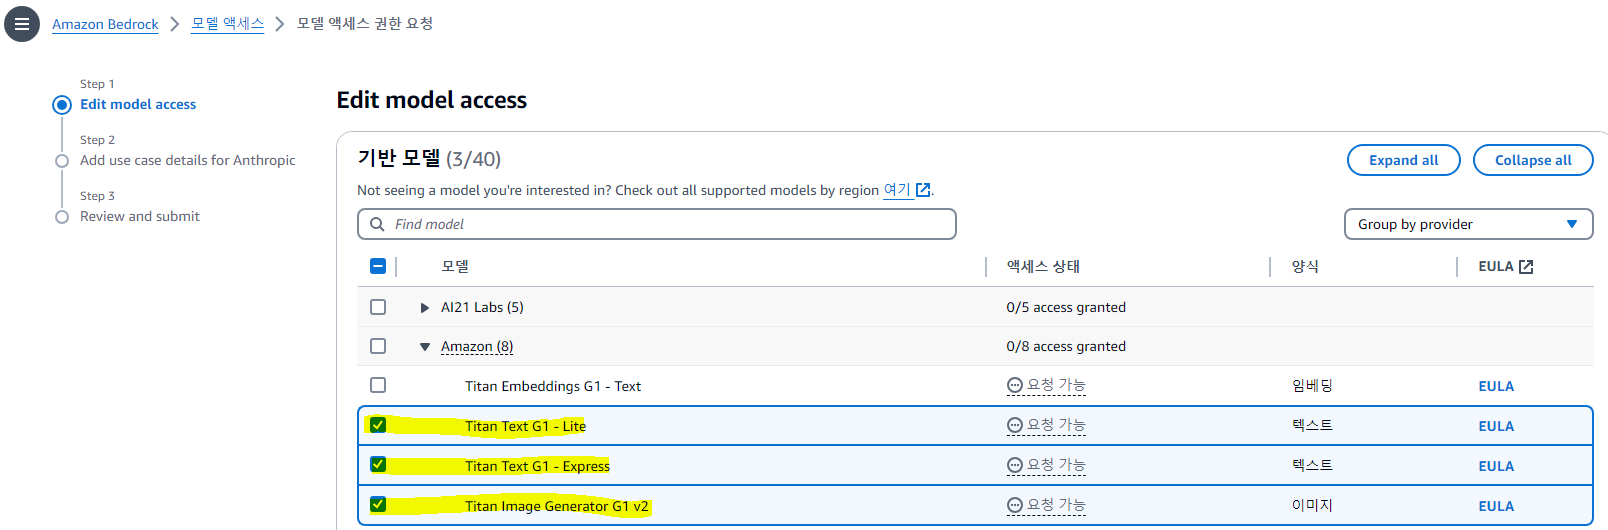 Amazon Bedrock > 모델 액세스 > 모델 액세스 권한 요청
Step 1
Edit model access
Step 2
Add use case details for Anthropic
Step 3
Review and submit
Edit model access
기반 모델 (3/40)
Expand all
Collapse all
Not seeing a model you're interested in? Check out all supported models by region 여기.
Find model
Group by provider
모델 액세스 상태 양식 EULA
AI21 Labs (5) 0/5 access granted
Amazon (8) 0/8 access granted
Titan Embeddings G1 - Text 요청 가능 임베딩 EULA
Titan Text G1 - Lite 요청 가능 텍스트 EULA
Titan Text G1 - Express 요청 가능 텍스트 EULA
Titan Image Generator G1 v2 요청 가능 이미지 EULA